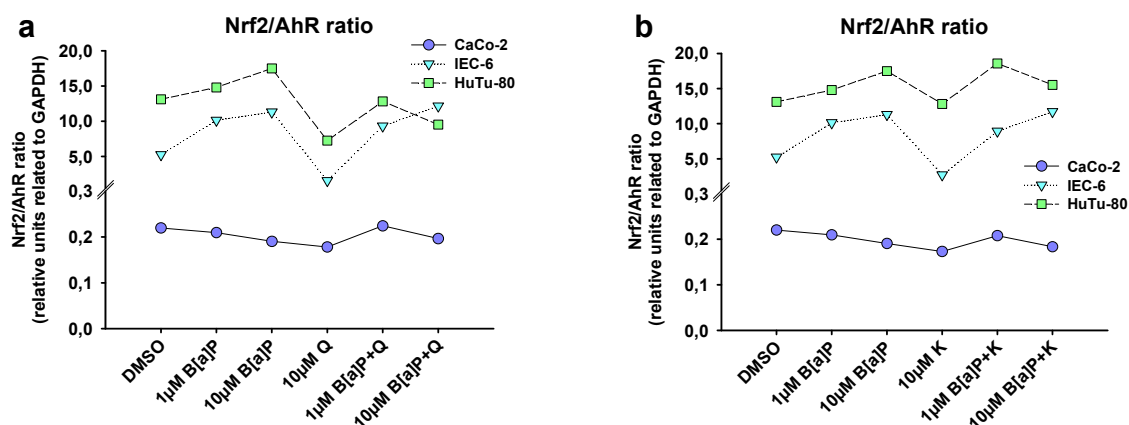 a
Nrf2/AhR ratio
CaCo-2
IEC-6
HuTu-80
Nrf2/AhR ratio
(relative units related to GAPDH)
20,0
15,0
10,0
5,0
0,3
0,2
0,1
0,0
DMSO
1µM B[a]P
10µM B[a]P
10µM Q
1µM B[a]P+Q
10µM B[a]P+Q
b
Nrf2/AhR ratio
CaCo-2
IEC-6
HuTu-80
Nrf2/AhR ratio
(relative units related to GAPDH)
20,0
15,0
10,0
5,0
0,3
0,2
0,1
0,0
DMSO
1µM B[a]P
10µM B[a]P
10µM K
1µM B[a]P+K
10µM B[a]P+K